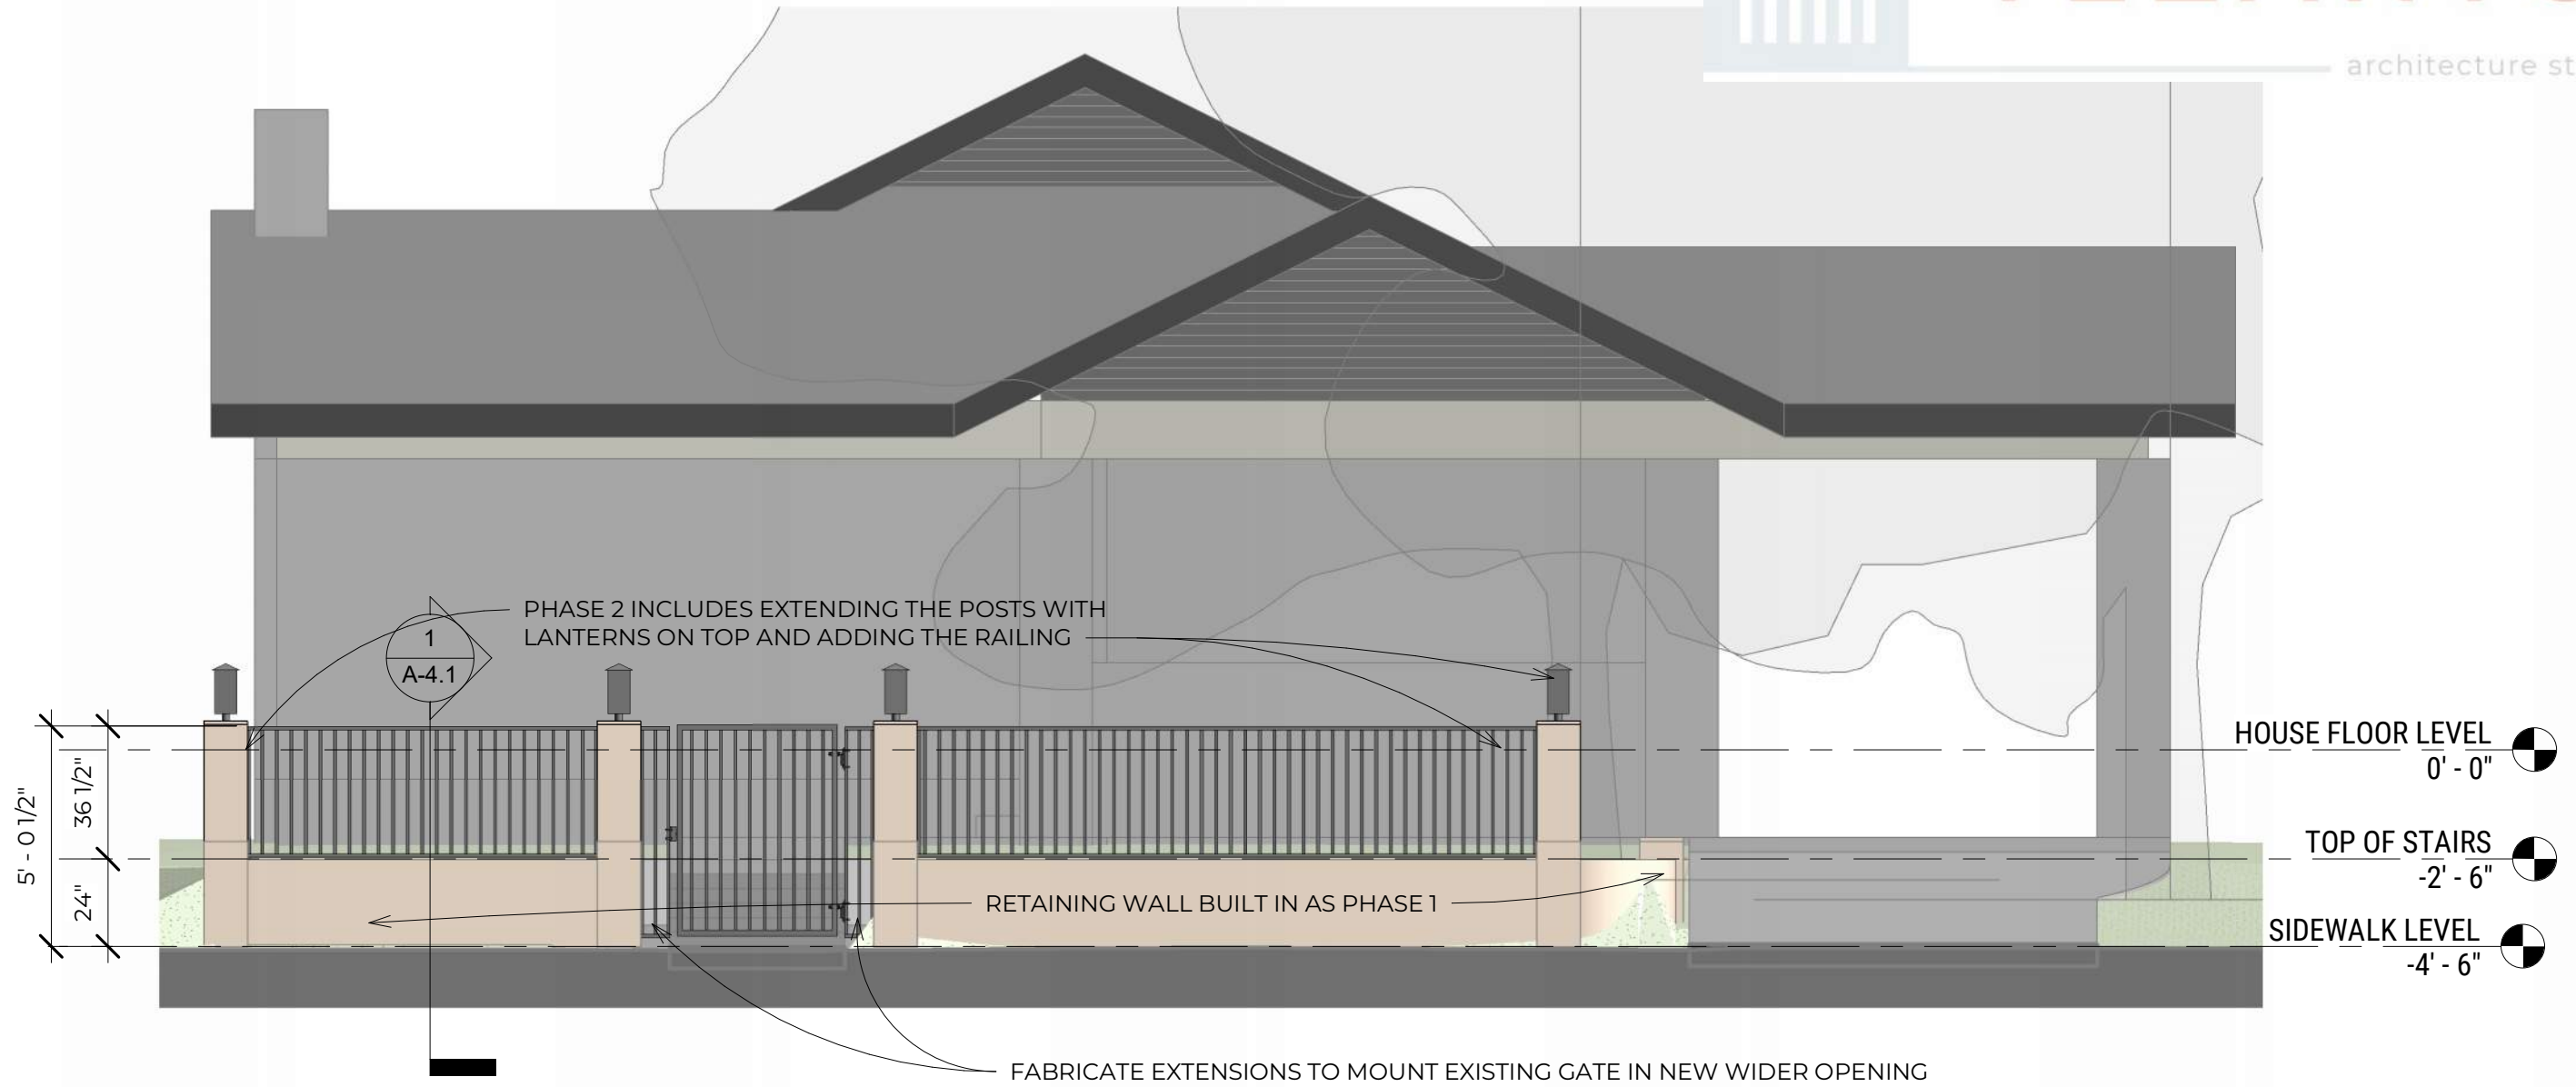 architecture st
PHASE 2 INCLUDES EXTENDING THE POSTS WITH
LANTERNS ON TOP AND ADDING THE RAILING
1
A-4.1
5' - 0 1/2"
36 1/2"
24"
HOUSE FLOOR LEVEL
0' - 0"
TOP OF STAIRS
-2' - 6"
RETAINING WALL BUILT IN AS PHASE 1
SIDEWALK LEVEL
-4' - 6"
FABRICATE EXTENSIONS TO MOUNT EXISTING GATE IN NEW WIDER OPENING